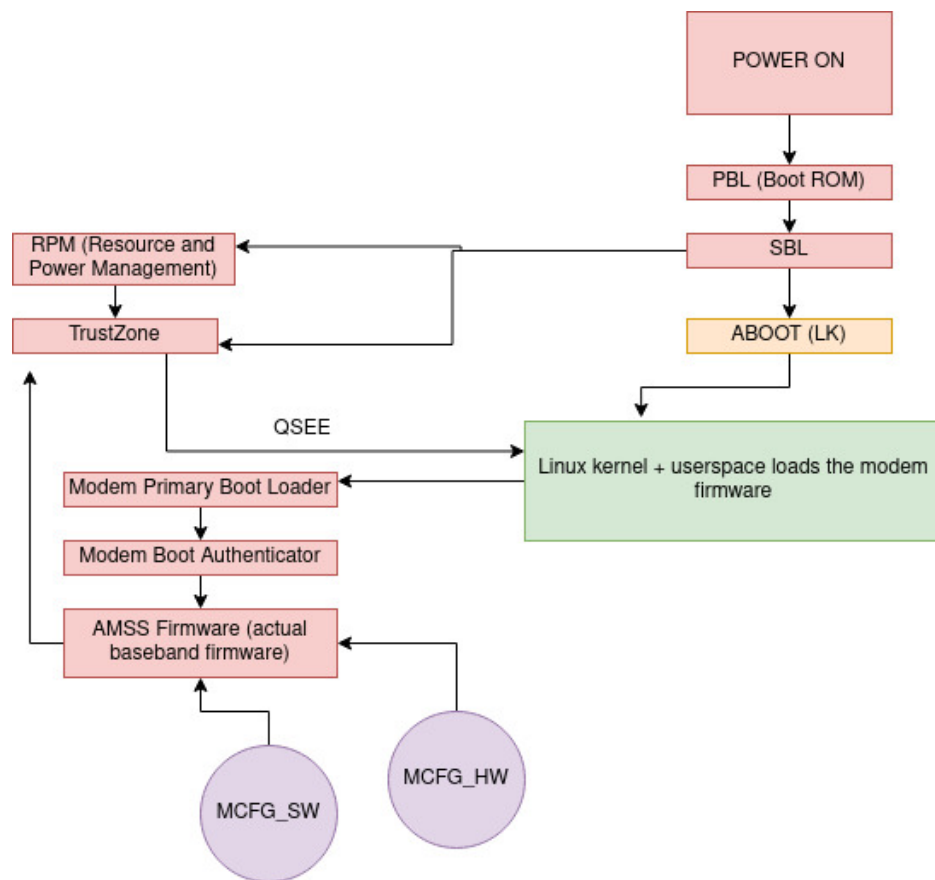 POWER ON
PBL (Boot ROM)
RPM (Resource and
Power Management)
SBL
TrustZone
ABOOT (LK)
QSEE
Linux kernel + userspace loads the modem
firmware
Modem Primary Boot Loader
Modem Boot Authenticator
AMSS Firmware (actual
baseband firmware)
MCFG_HW
MCFG_SW